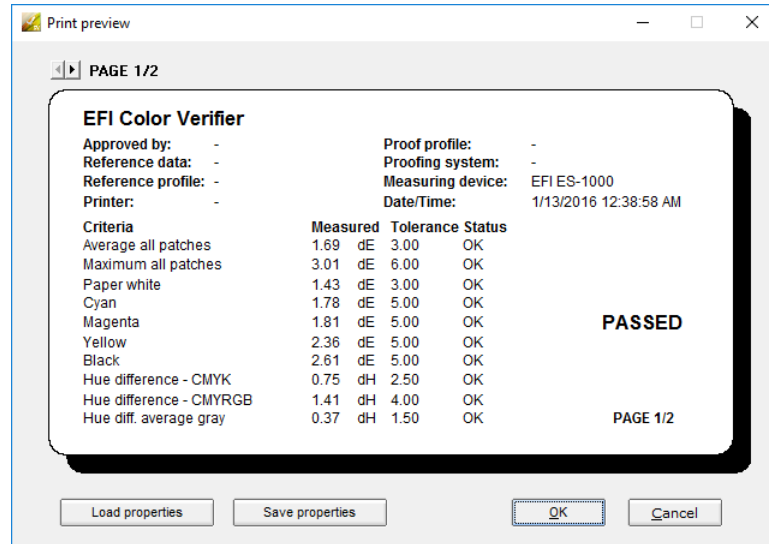 Print preview
PAGE 1/2
EFI Color Verifier
Approved by: - Proof profile: -
Reference data: - Proofing system: -
Reference profile: - Measuring device: EFI ES-1000
Printer: - Date/Time: 1/13/2016 12:38:58 AM
Criteria Measured Tolerance Status
Average all patches 1.69 dE 3.00 OK
Maximum all patches 3.01 dE 6.00 OK
Paper white 1.43 dE 3.00 OK
Cyan 1.78 dE 5.00 OK
Magenta 1.81 dE 5.00 OK PASSED
Yellow 2.36 dE 5.00 OK
Black 2.61 dE 5.00 OK
Hue difference - CMYK 0.75 dH 2.50 OK
Hue difference - CMYRGB 1.41 dH 4.00 OK
Hue diff. average gray 0.37 dH 1.50 OK PAGE 1/2
Load properties Save properties OK Cancel